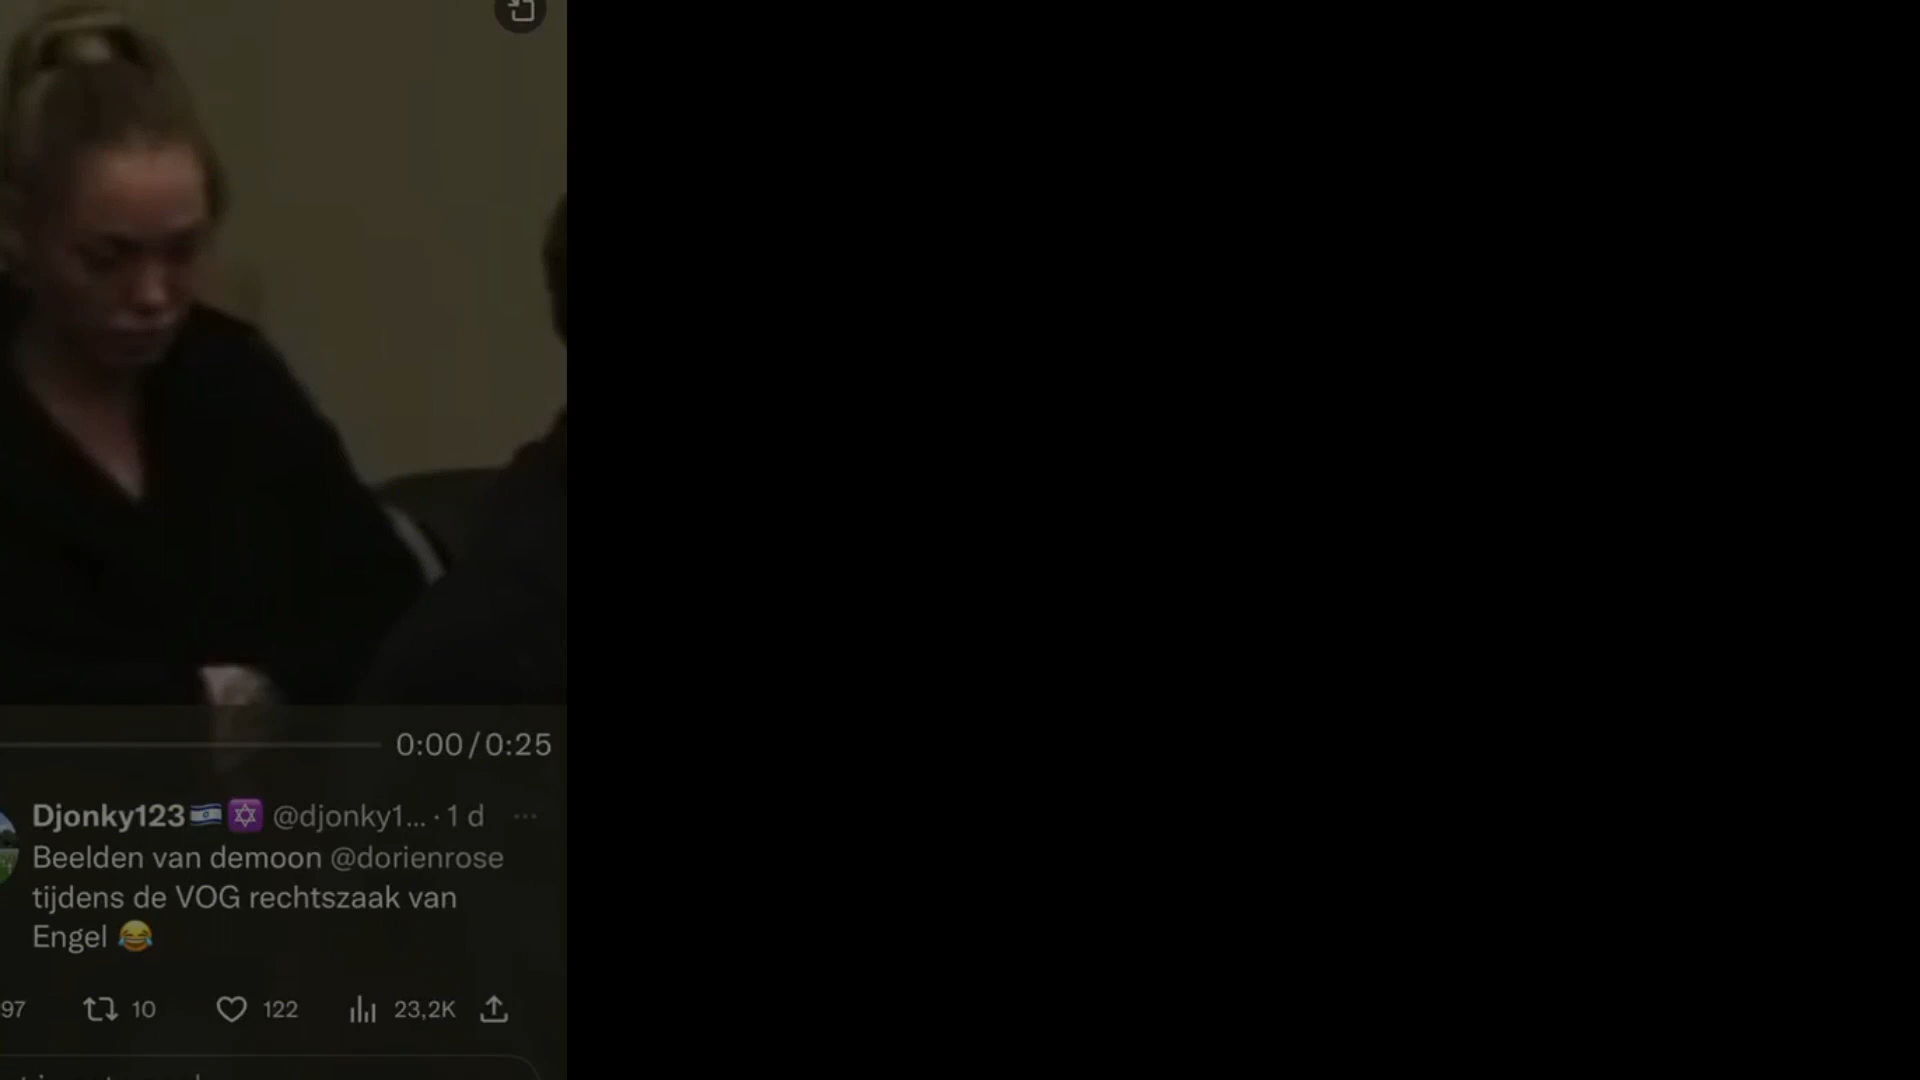 0:00/0:25
Djonky123🇮🇱🔯 @djonky1... · 1 d ...
Beelden van demoon @dorienrose
tijdens de VOG rechtszaak van
Engel 😂
97 10 122 23,2K